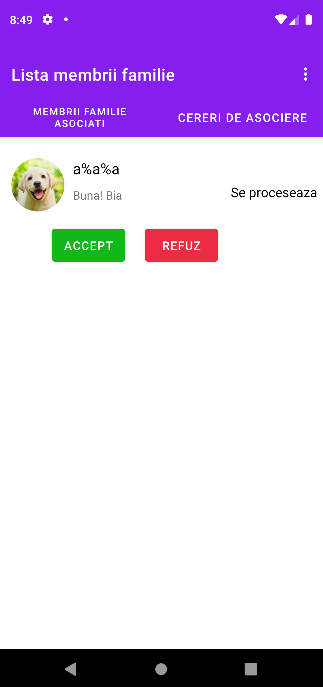 8:49
Lista membrii familie
MEMBRII FAMILIE
ASOCIATI
CERERI DE ASOCIERE
a%a%a
Buna! Bia
Se proceseaza
ACCEPT
REFUZ